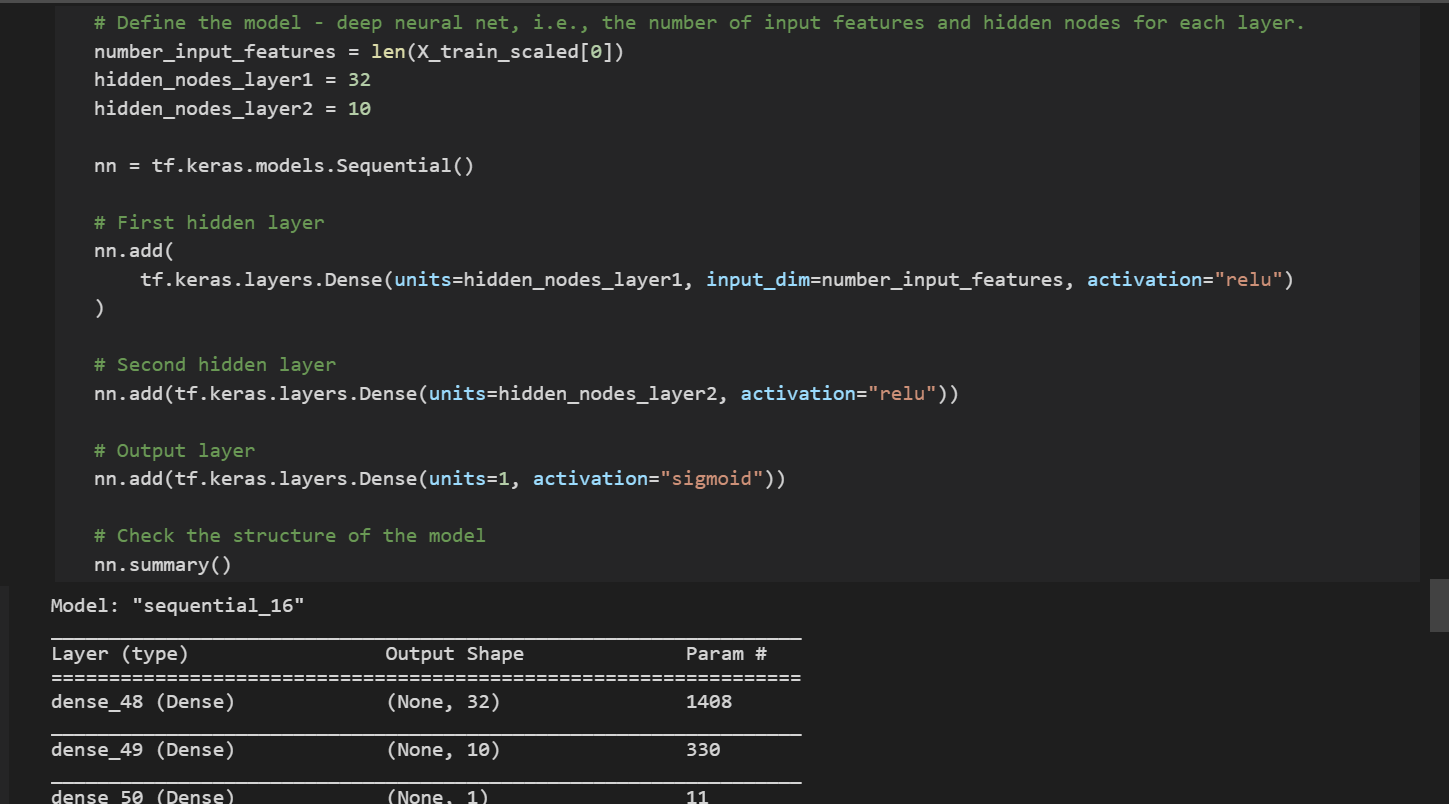 # Define the model - deep neural net, i.e., the number of input features and hidden nodes for each layer.
number_input_features = len(X_train_scaled[0])
hidden_nodes_layer1 = 32
hidden_nodes_layer2 = 10
nn = tf.keras.models.Sequential()
# First hidden layer
nn.add(
    tf.keras.layers.Dense(units=hidden_nodes_layer1, input_dim=number_input_features, activation="relu")
)
# Second hidden layer
nn.add(tf.keras.layers.Dense(units=hidden_nodes_layer2, activation="relu"))
# Output layer
nn.add(tf.keras.layers.Dense(units=1, activation="sigmoid"))
# Check the structure of the model
nn.summary()
Model: "sequential_16"
_________________________________________________________________
Layer (type)                 Output Shape              Param #
=================================================================
dense_48 (Dense)             (None, 32)                1408
_________________________________________________________________
dense_49 (Dense)             (None, 10)                330
_________________________________________________________________
dense_50 (Dense)             (None, 1)                 11